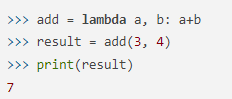 >>> add = lambda a, b: a+b
>>> result = add(3, 4)
>>> print(result)
7